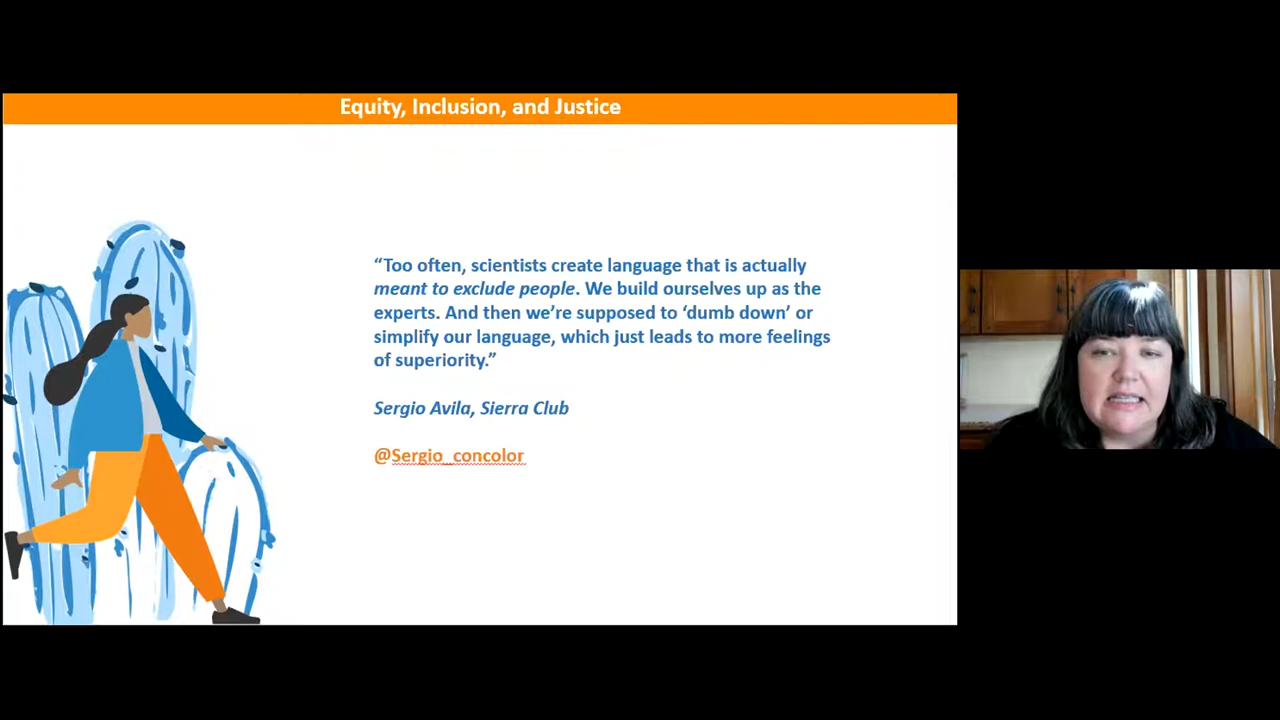 Equity, Inclusion, and Justice
“Too often, scientists create language that is actually
meant to exclude people. We build ourselves up as the
experts. And then we’re supposed to ‘dumb down’ or
simplify our language, which just leads to more feelings
of superiority.”
Sergio Avila, Sierra Club
@Sergio_concolor